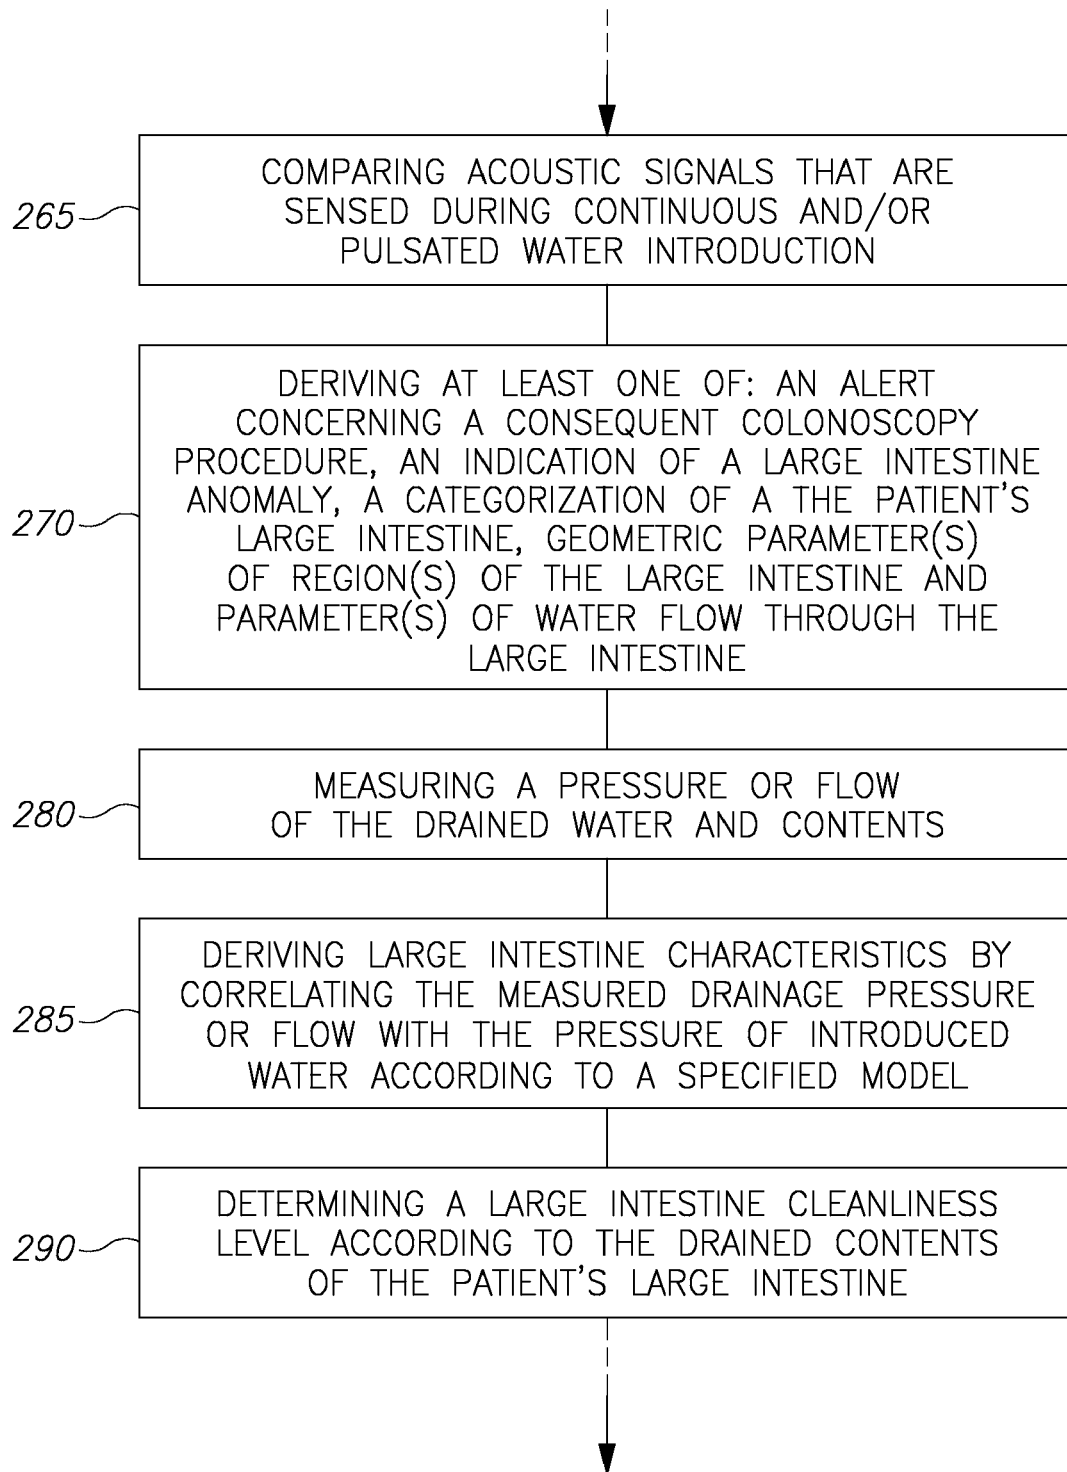 265
COMPARING ACOUSTIC SIGNALS THAT ARE
SENSED DURING CONTINUOUS AND/OR
PULSATED WATER INTRODUCTION
270
DERIVING AT LEAST ONE OF: AN ALERT
CONCERNING A CONSEQUENT COLONOSCOPY
PROCEDURE, AN INDICATION OF A LARGE INTESTINE
ANOMALY, A CATEGORIZATION OF A THE PATIENT'S
LARGE INTESTINE, GEOMETRIC PARAMETER(S)
OF REGION(S) OF THE LARGE INTESTINE AND
PARAMETER(S) OF WATER FLOW THROUGH THE
LARGE INTESTINE
280
MEASURING A PRESSURE OR FLOW
OF THE DRAINED WATER AND CONTENTS
285
DERIVING LARGE INTESTINE CHARACTERISTICS BY
CORRELATING THE MEASURED DRAINAGE PRESSURE
OR FLOW WITH THE PRESSURE OF INTRODUCED
WATER ACCORDING TO A SPECIFIED MODEL
290
DETERMINING A LARGE INTESTINE CLEANLINESS
LEVEL ACCORDING TO THE DRAINED CONTENTS
OF THE PATIENT'S LARGE INTESTINE